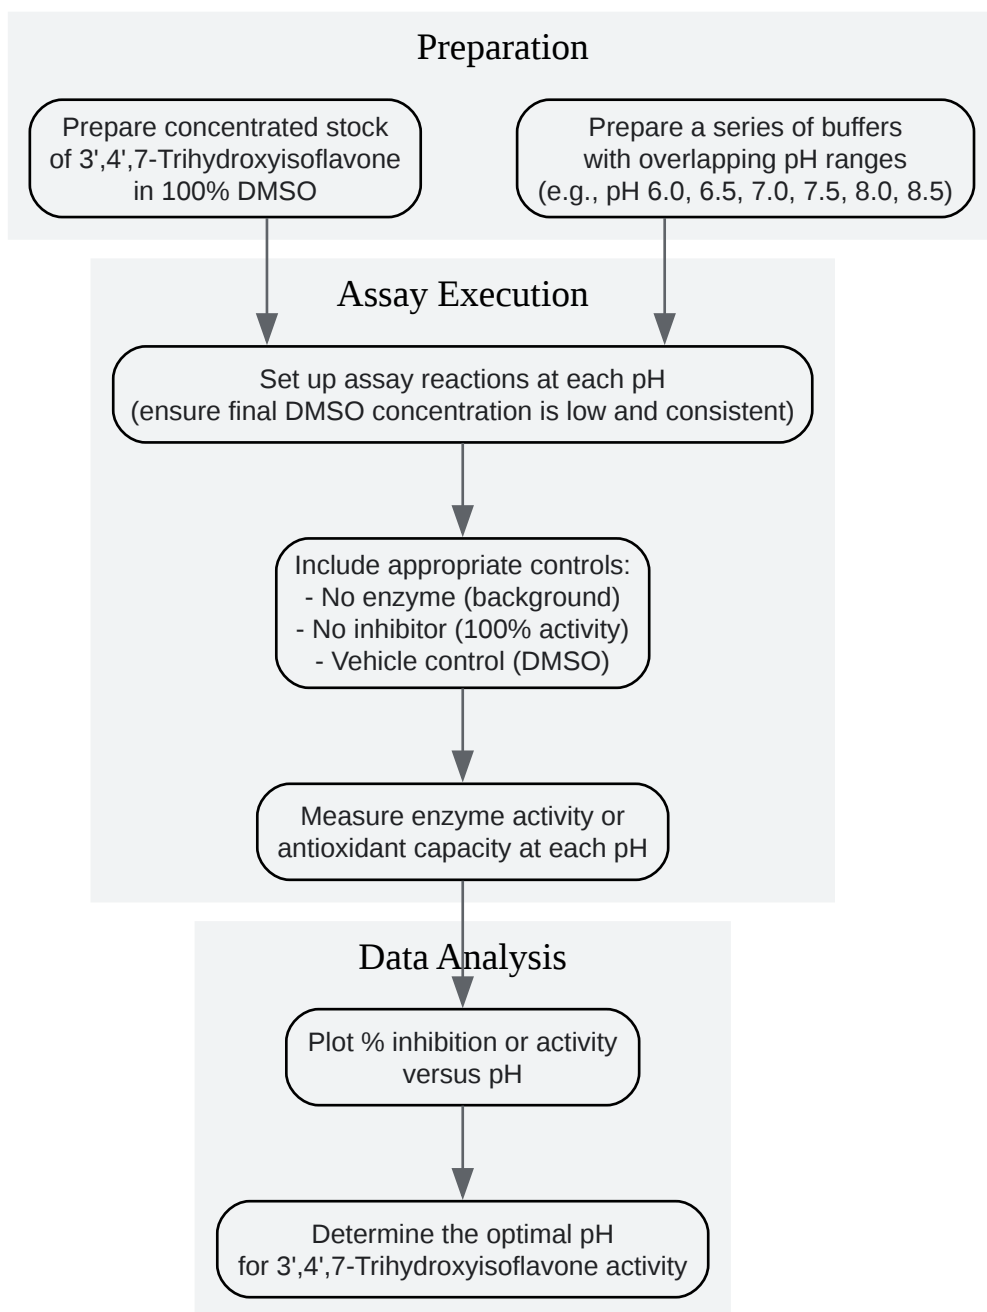 Preparation
Prepare concentrated stock
of 3',4',7-Trihydroxyisoflavone
in 100% DMSO
Prepare a series of buffers
with overlapping pH ranges
(e.g., pH 6.0, 6.5, 7.0, 7.5, 8.0, 8.5)
Assay Execution
Set up assay reactions at each pH
(ensure final DMSO concentration is low and consistent)
Include appropriate controls:
- No enzyme (background)
- No inhibitor (100% activity)
- Vehicle control (DMSO)
Measure enzyme activity or
antioxidant capacity at each pH
Data Analysis
Plot % inhibition or activity
versus pH
Determine the optimal pH
for 3',4',7-Trihydroxyisoflavone activity